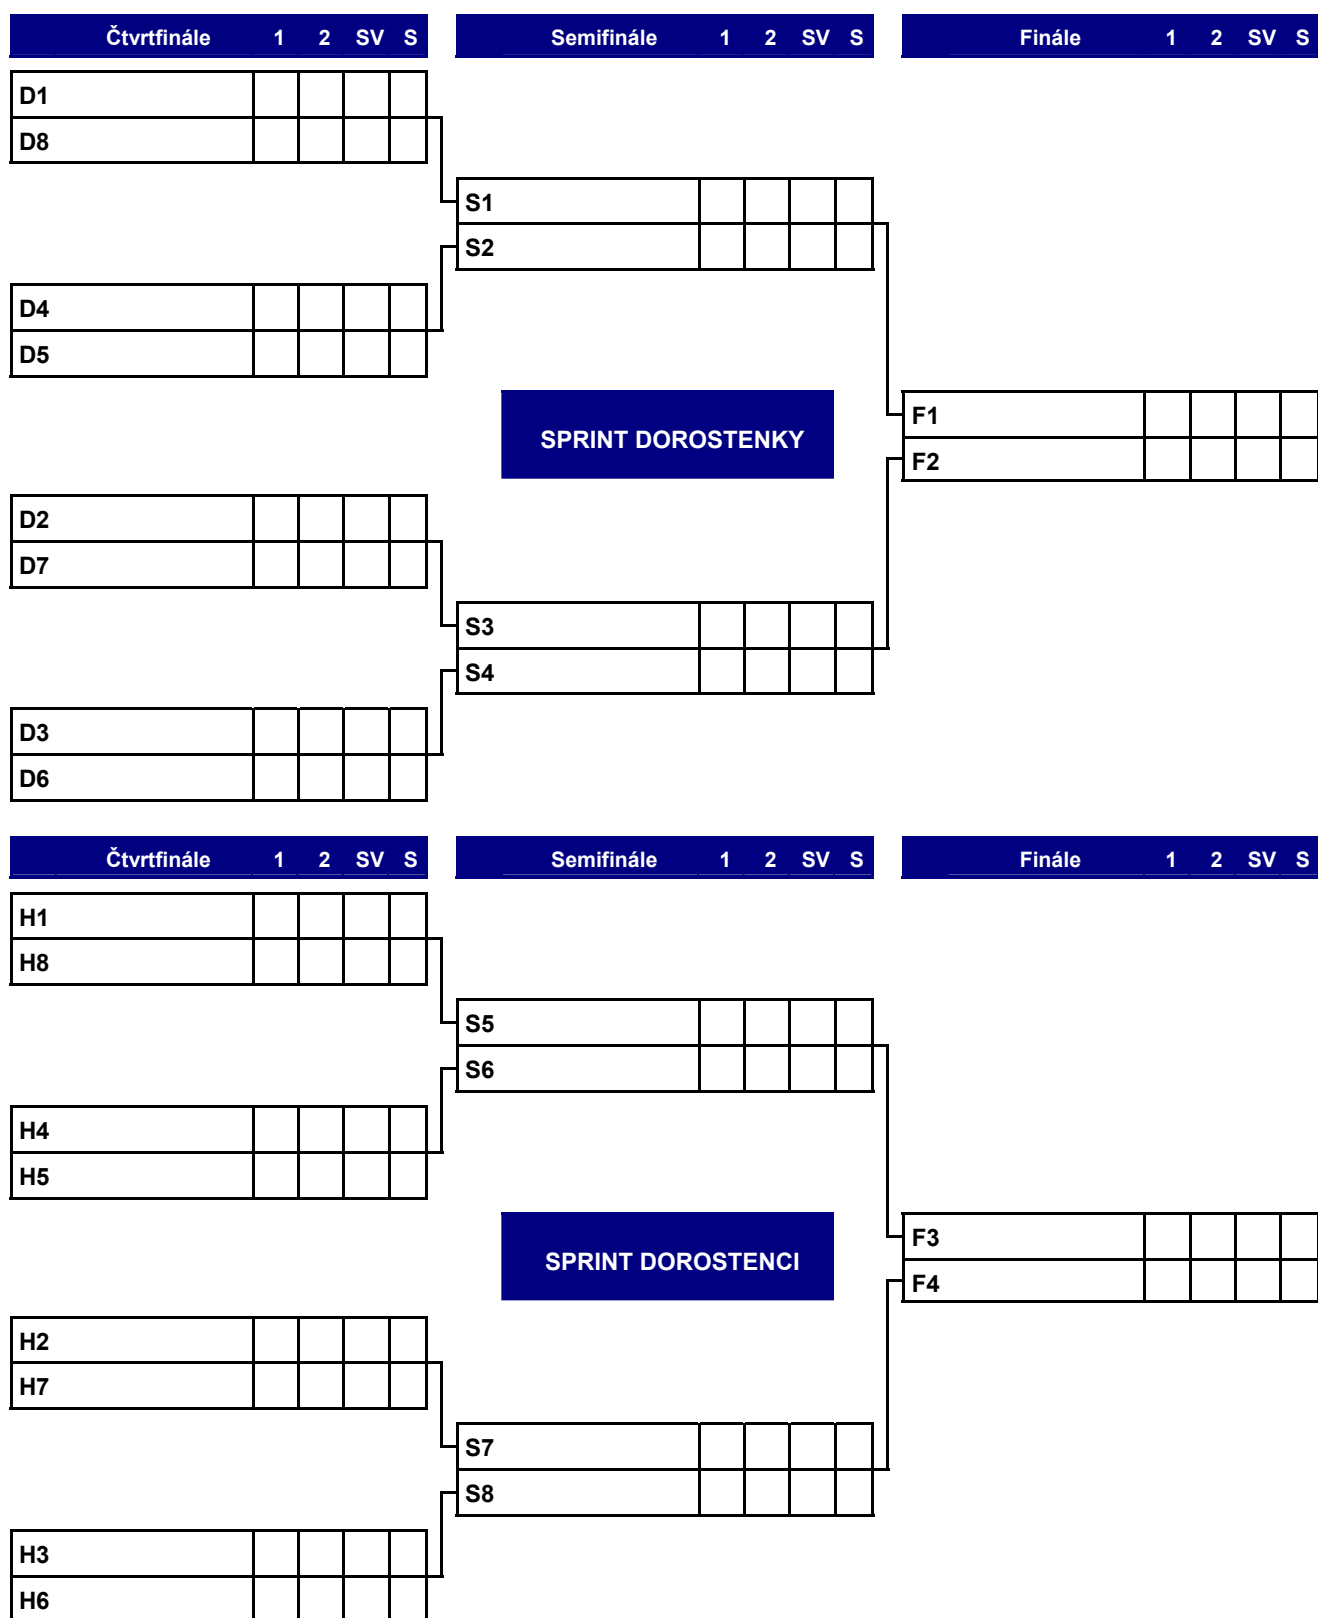 Čtvrtfinále 1 2 SV S Semifinále 1 2 SV S Finále 1 2 SV S
D1
D8
S1
S2
D4
D5
SPRINT DOROSTENKY
F1
F2
D2
D7
S3
S4
D3
D6
Čtvrtfinále 1 2 SV S Semifinále 1 2 SV S Finále 1 2 SV S
H1
H8
S5
S6
H4
H5
SPRINT DOROSTENCI
F3
F4
H2
H7
S7
S8
H3
H6